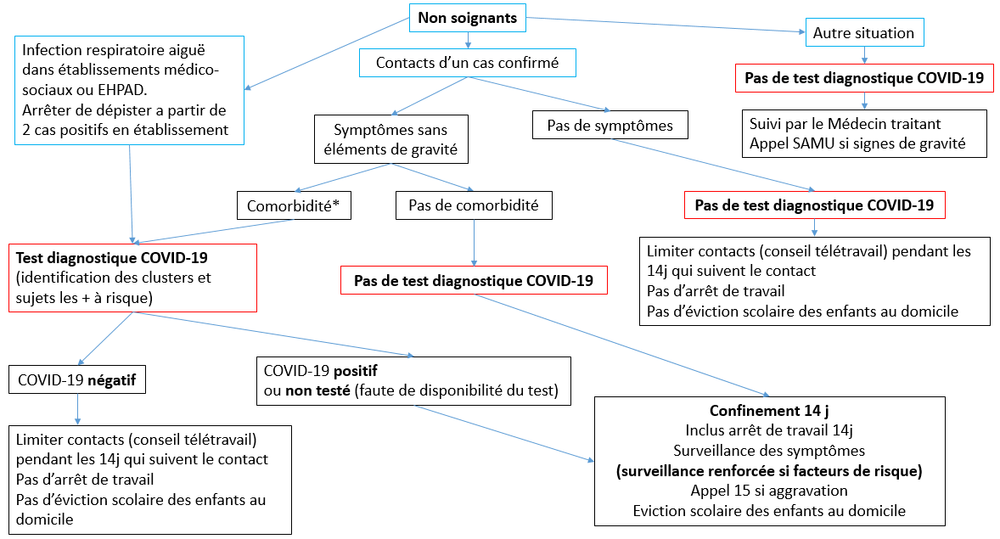 Non soignants
Infection respiratoire aiguë
dans établissements médico-
sociaux ou EHPAD.
Arrêter de dépister a partir de
2 cas positifs en établissement
Contacts d'un cas confirmé
Autre situation
Pas de test diagnostique COVID-19
Suivi par le Médecin traitant
Appel SAMU si signes de gravité
Symptômes sans
éléments de gravité
Pas de symptômes
Comorbidité*
Pas de comorbidité
Pas de test diagnostique COVID-19
Limiter contacts (conseil télétravail) pendant les
14j qui suivent le contact
Pas d'arrêt de travail
Pas d'éviction scolaire des enfants au domicile
Test diagnostique COVID-19
(identification des clusters et
sujets les + à risque)
Pas de test diagnostique COVID-19
COVID-19 négatif
COVID-19 positif
ou non testé (faute de disponibilité du test)
Limiter contacts (conseil télétravail)
pendant les 14j qui suivent le contact
Pas d'arrêt de travail
Pas d'éviction scolaire des enfants au
domicile
Confinement 14 j
Inclus arrêt de travail 14j
Surveillance des symptômes
(surveillance renforcée si facteurs de risque)
Appel 15 si aggravation
Eviction scolaire des enfants au domicile